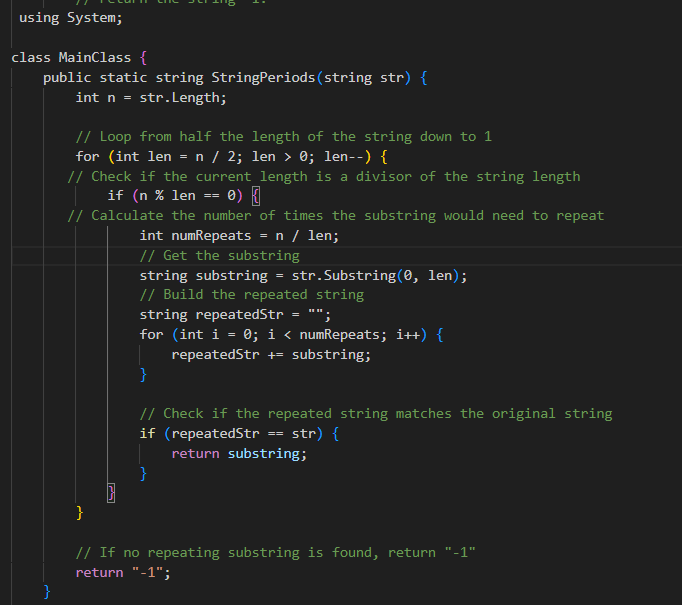 // return the string -1.
using System;
class MainClass {
public static string StringPeriods(string str) {
int n = str.Length;
// Loop from half the length of the string down to 1
for (int len = n / 2; len > 0; len--) {
// Check if the current length is a divisor of the string length
if (n % len == 0) {
// Calculate the number of times the substring would need to repeat
int numRepeats = n / len;
// Get the substring
string substring = str.Substring(0, len);
// Build the repeated string
string repeatedStr = "";
for (int i = 0; i < numRepeats; i++) {
repeatedStr += substring;
}
// Check if the repeated string matches the original string
if (repeatedStr == str) {
return substring;
}
}
}
// If no repeating substring is found, return "-1"
return "-1";
}